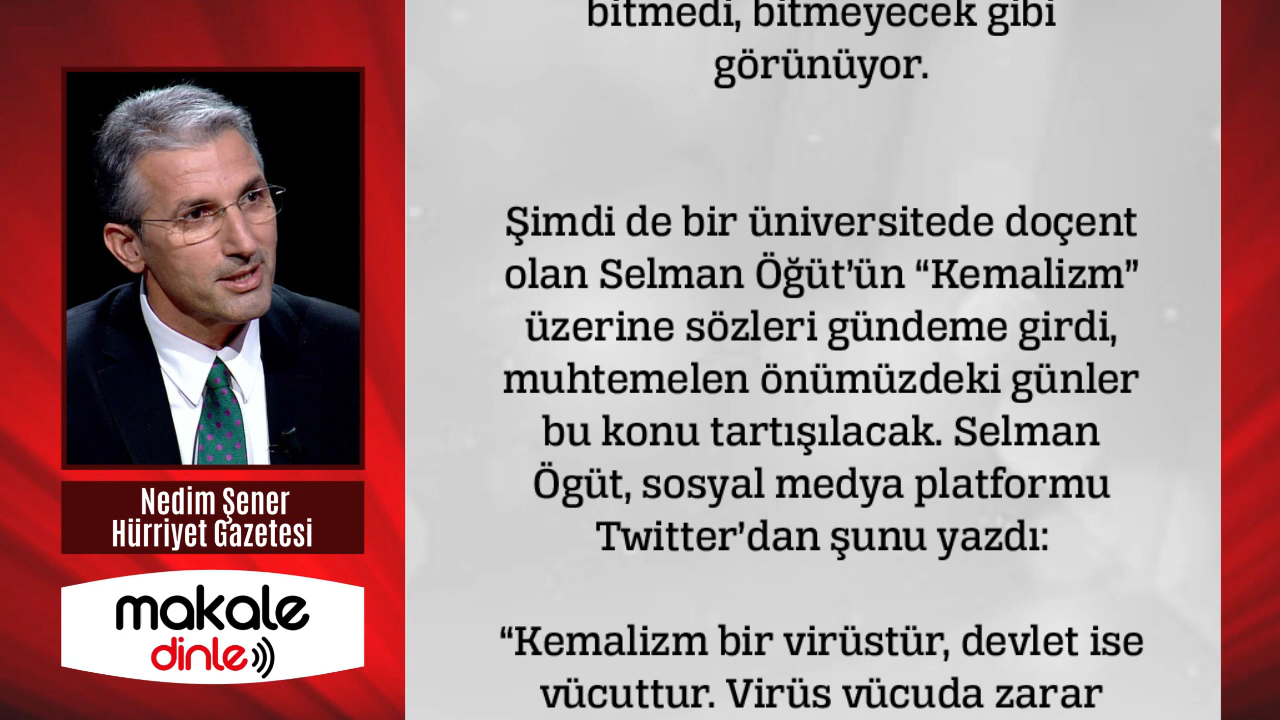 bitmedi, bitmeyecek gibi
görünüyor.
Şimdi de bir üniversitede doçent
olan Selman Öğüt’ün “Kemalizm”
üzerine sözleri gündeme girdi,
muhtemelen önümüzdeki günler
bu konu tartışılacak. Selman
Ögüt, sosyal medya platformu
Twitter’dan şunu yazdı:
“Kemalizm bir virüstür, devlet ise
vücuttur. Virüs vücuda zarar
Nedim Şener
Hürriyet Gazetesi
makale
dinle